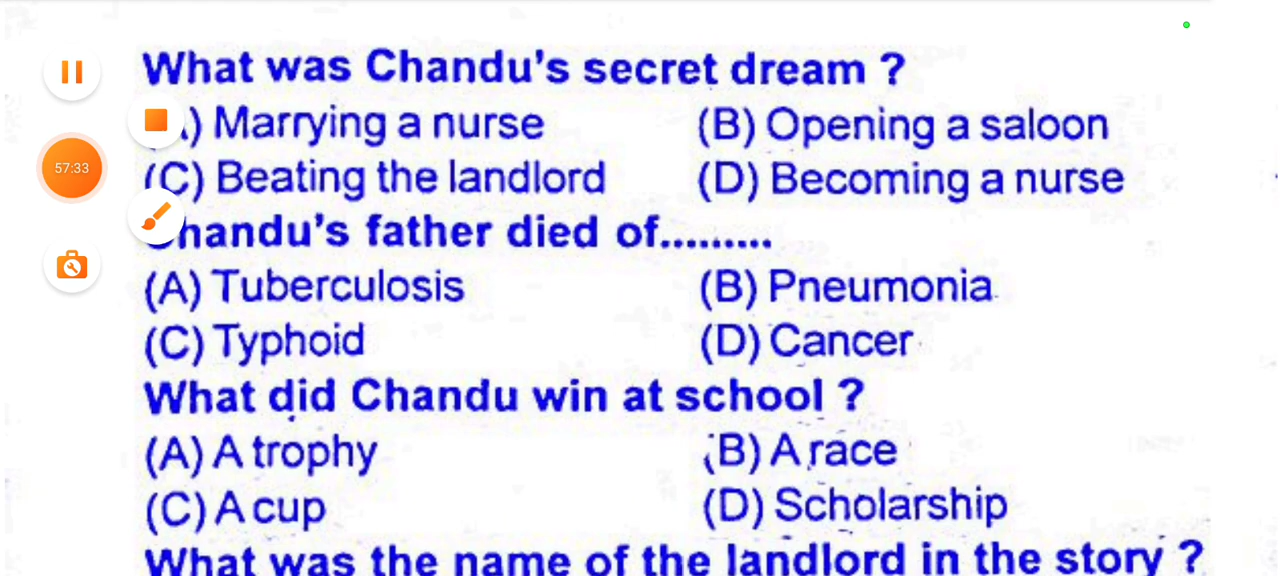 What was Chandu's secret dream ?
57:33
) Marrying a nurse (B) Opening a saloon
(C) Beating the landlord (D) Becoming a nurse
handu's father died of.........
(A) Tuberculosis (B) Pneumonia
(C) Typhoid (D) Cancer
What did Chandu win at school ?
(A) A trophy (B) A race
(C) A cup (D) Scholarship
What was the name of the landlord in the story ?